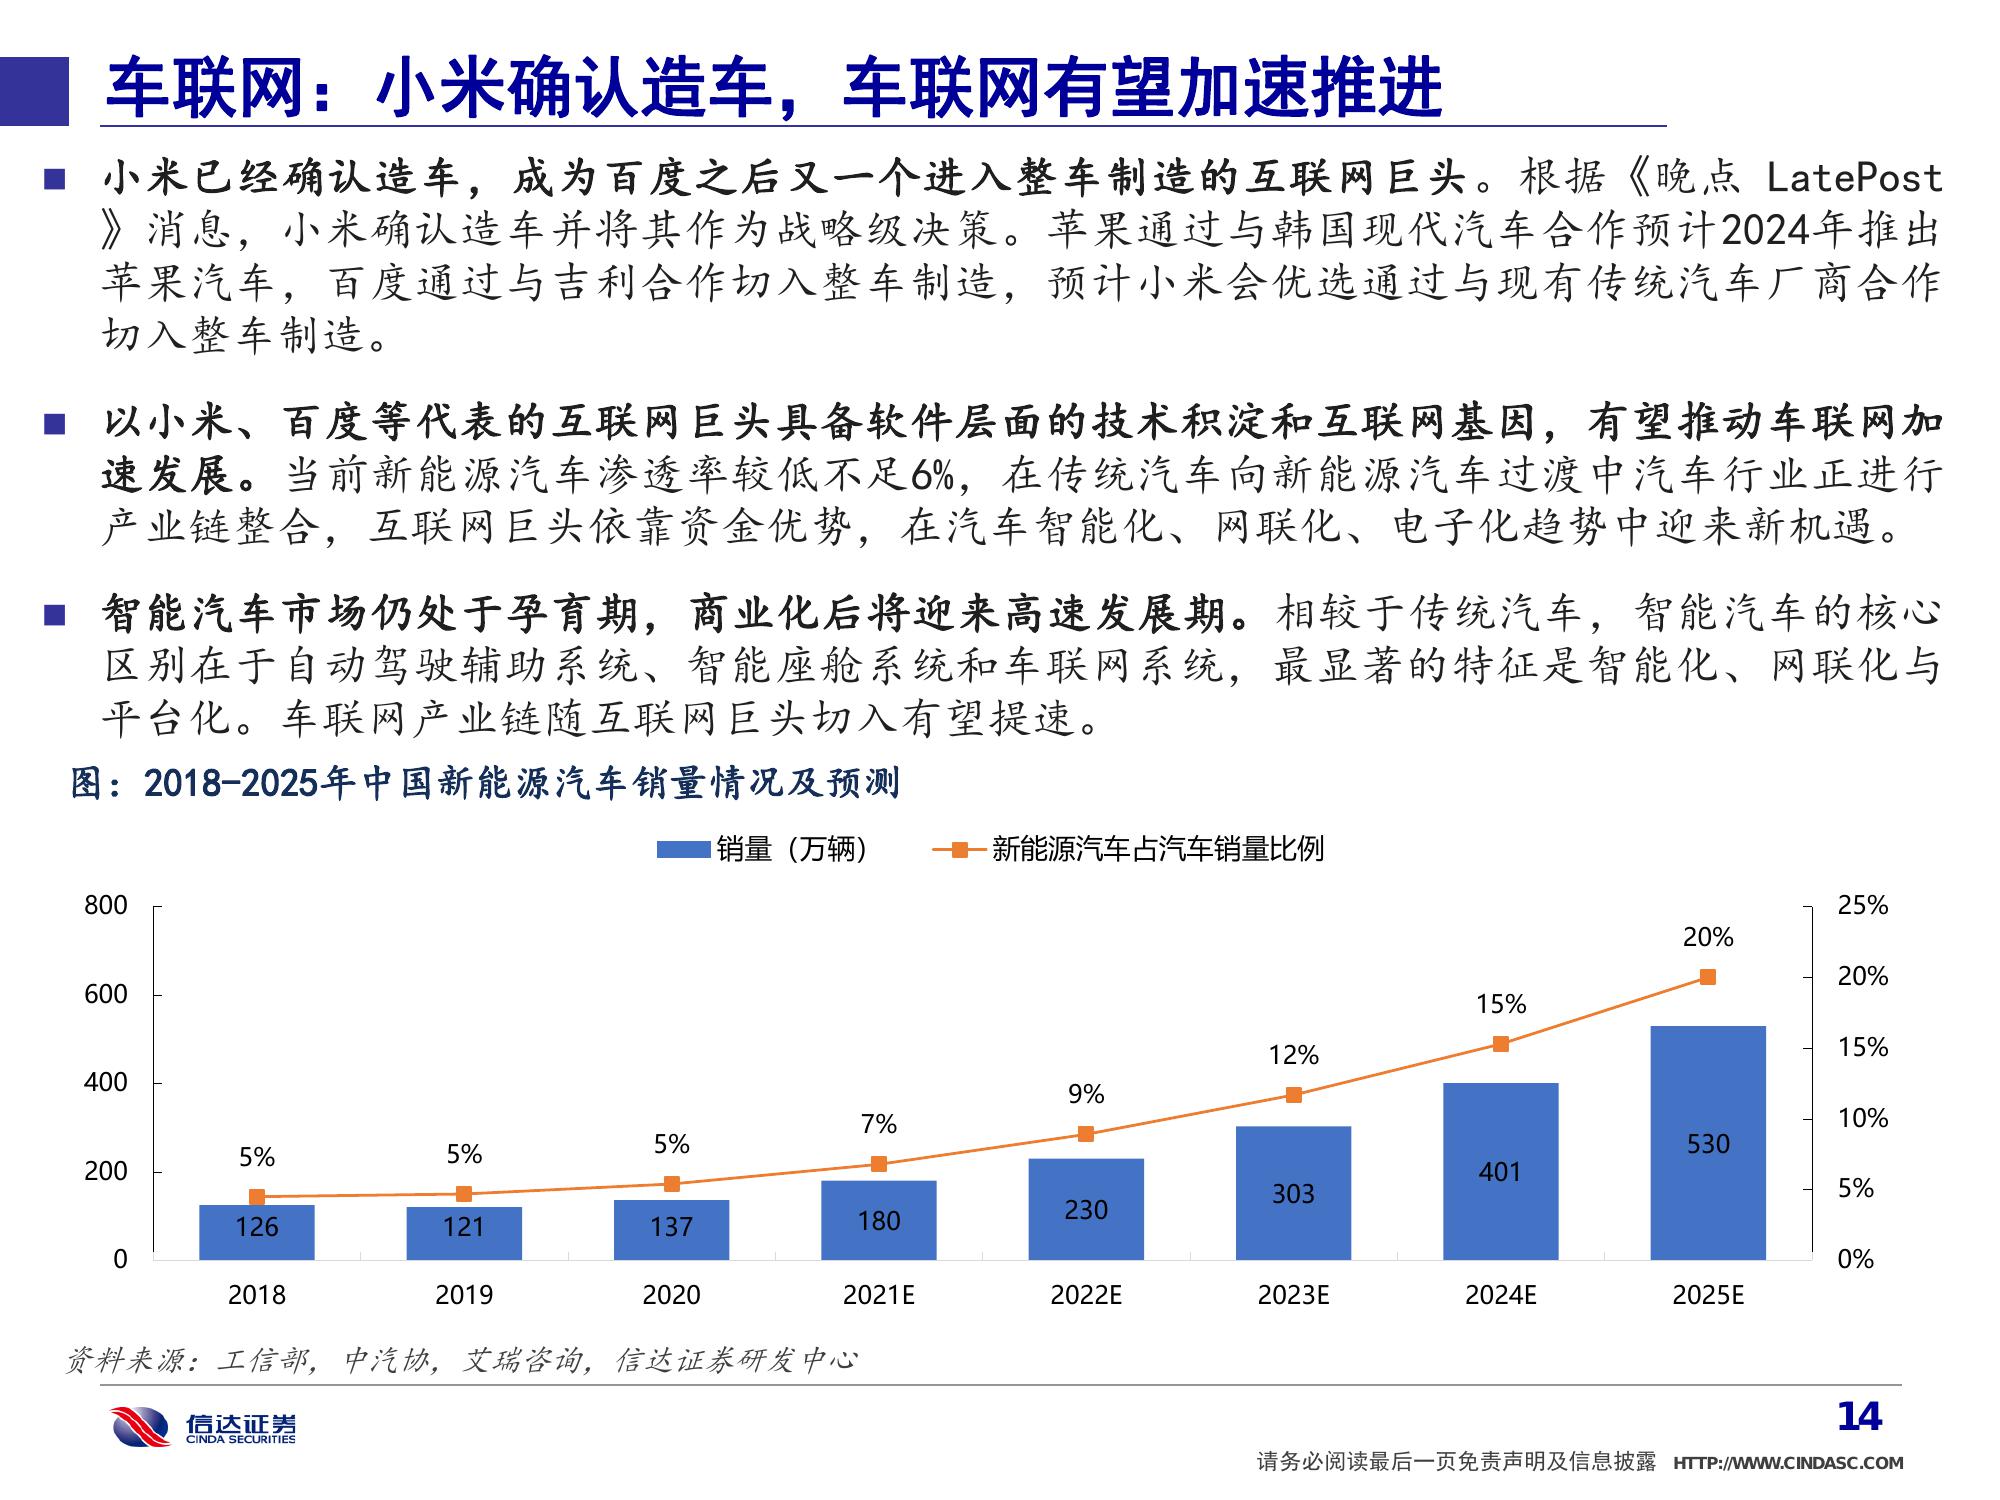 车联网：小米确认造车，车联网有望加速推进
■ 小米已经确认造车，成为百度之后又一个进入整车制造的互联网巨头。根据《晚点 LatePost
》消息，小米确认造车并将其作为战略级决策。苹果通过与韩国现代汽车合作预计2024年推出
苹果汽车，百度通过与吉利合作切入整车制造，预计小米会优选通过与现有传统汽车厂商合作
切入整车制造。
■ 以小米、百度等代表的互联网巨头具备软件层面的技术积淀和互联网基因，有望推动车联网加
速发展。当前新能源汽车渗透率较低不足6%，在传统汽车向新能源汽车过渡中汽车行业正进行
产业链整合，互联网巨头依靠资金优势，在汽车智能化、网联化、电子化趋势中迎来新机遇。
■ 智能汽车市场仍处于孕育期，商业化后将迎来高速发展期。相较于传统汽车，智能汽车的核心
区别在于自动驾驶辅助系统、智能座舱系统和车联网系统，最显著的特征是智能化、网联化与
平台化。车联网产业链随互联网巨头切入有望提速。
图：2018-2025年中国新能源汽车销量情况及预测
销量（万辆） 新能源汽车占汽车销量比例
800 25%
20%
600 20%
15%
15%
12%
400 9% 10%
7%
5% 5% 5%
200 5%
126 121 137 180 230 303 401 530
0 0%
2018 2019 2020 2021E 2022E 2023E 2024E 2025E
资料来源：工信部，中汽协，艾瑞咨询，信达证券研发中心
信达证券
CINDA SECURITIES
14
请务必阅读最后一页免责声明及信息披露 HTTP://WWW.CINDASC.COM